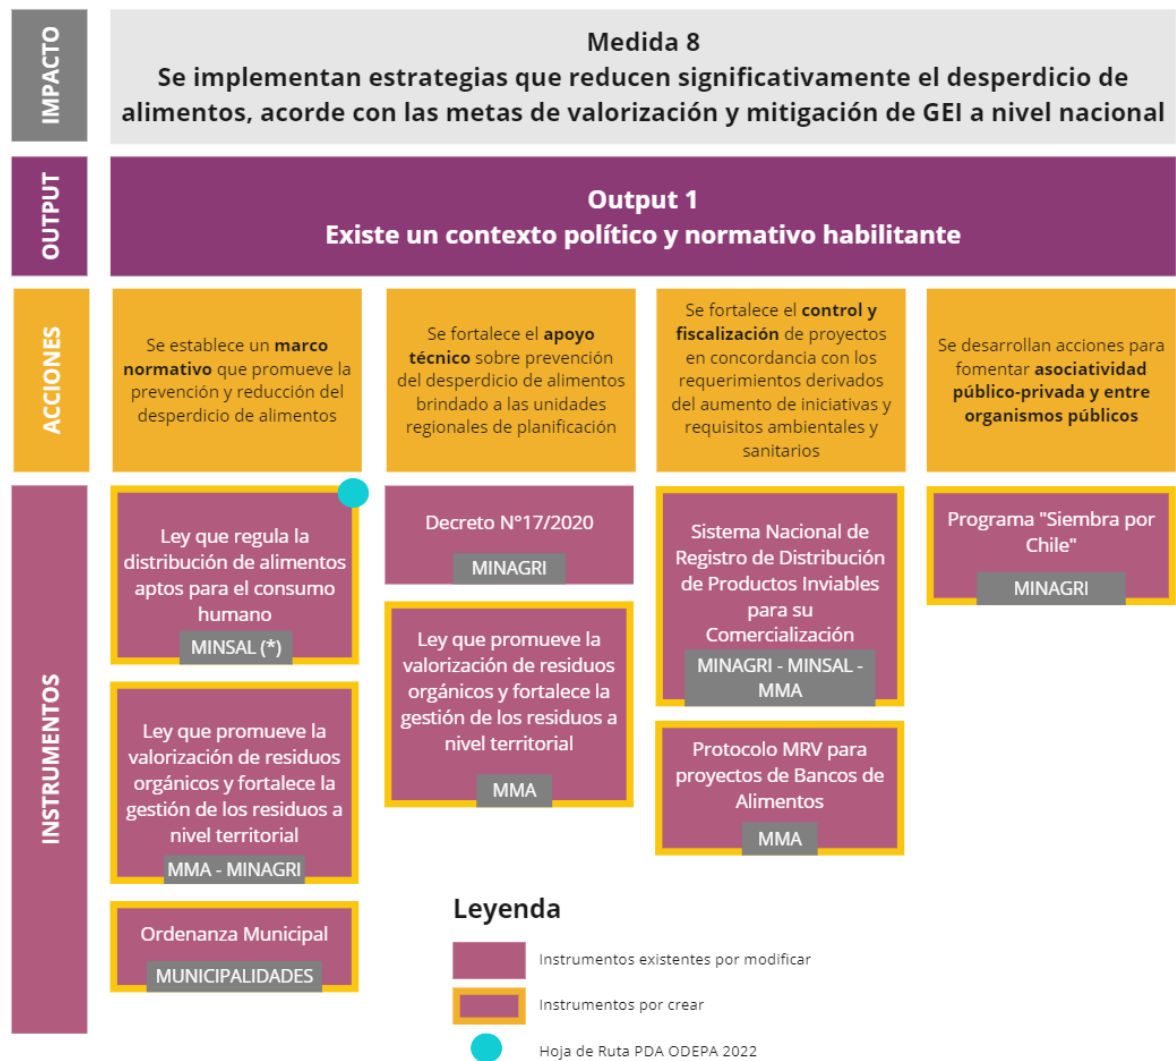 IMPACTO
Medida 8
Se implementan estrategias que reducen significativamente el desperdicio de
alimentos, acorde con las metas de valorización y mitigación de GEI a nivel nacional
OUTPUT
Output 1
Existe un contexto político y normativo habilitante
ACCIONES
Se establece un marco
normativo que promueve la
prevención y reducción del
desperdicio de alimentos
Se fortalece el apoyo
técnico sobre prevención
del desperdicio de alimentos
brindado a las unidades
regionales de planificación
Se fortalece el control y
fiscalización de proyectos
en concordancia con los
requerimientos derivados
del aumento de iniciativas y
requisitos ambientales y
sanitarios
Se desarrollan acciones para
fomentar asociatividad
público-privada y entre
organismos públicos
INSTRUMENTOS
Ley que regula la
distribución de alimentos
aptos para el consumo
humano
MINSAL (*)
Ley que promueve la
valorización de residuos
orgánicos y fortalece la
gestión de los residuos a
nivel territorial
MMA - MINAGRI
Ordenanza Municipal
MUNICIPALIDADES
Decreto N°17/2020
MINAGRI
Ley que promueve la
valorización de residuos
orgánicos y fortalece la
gestión de los residuos a
nivel territorial
MMA
Sistema Nacional de
Registro de Distribución
de Productos Inviables
para su
Comercialización
MINAGRI - MINSAL -
MMA
Protocolo MRV para
proyectos de Bancos de
Alimentos
MMA
Programa "Siembra por
Chile"
MINAGRI
Leyenda
Instrumentos existentes por modificar
Instrumentos por crear
Hoja de Ruta PDA ODEPA 2022